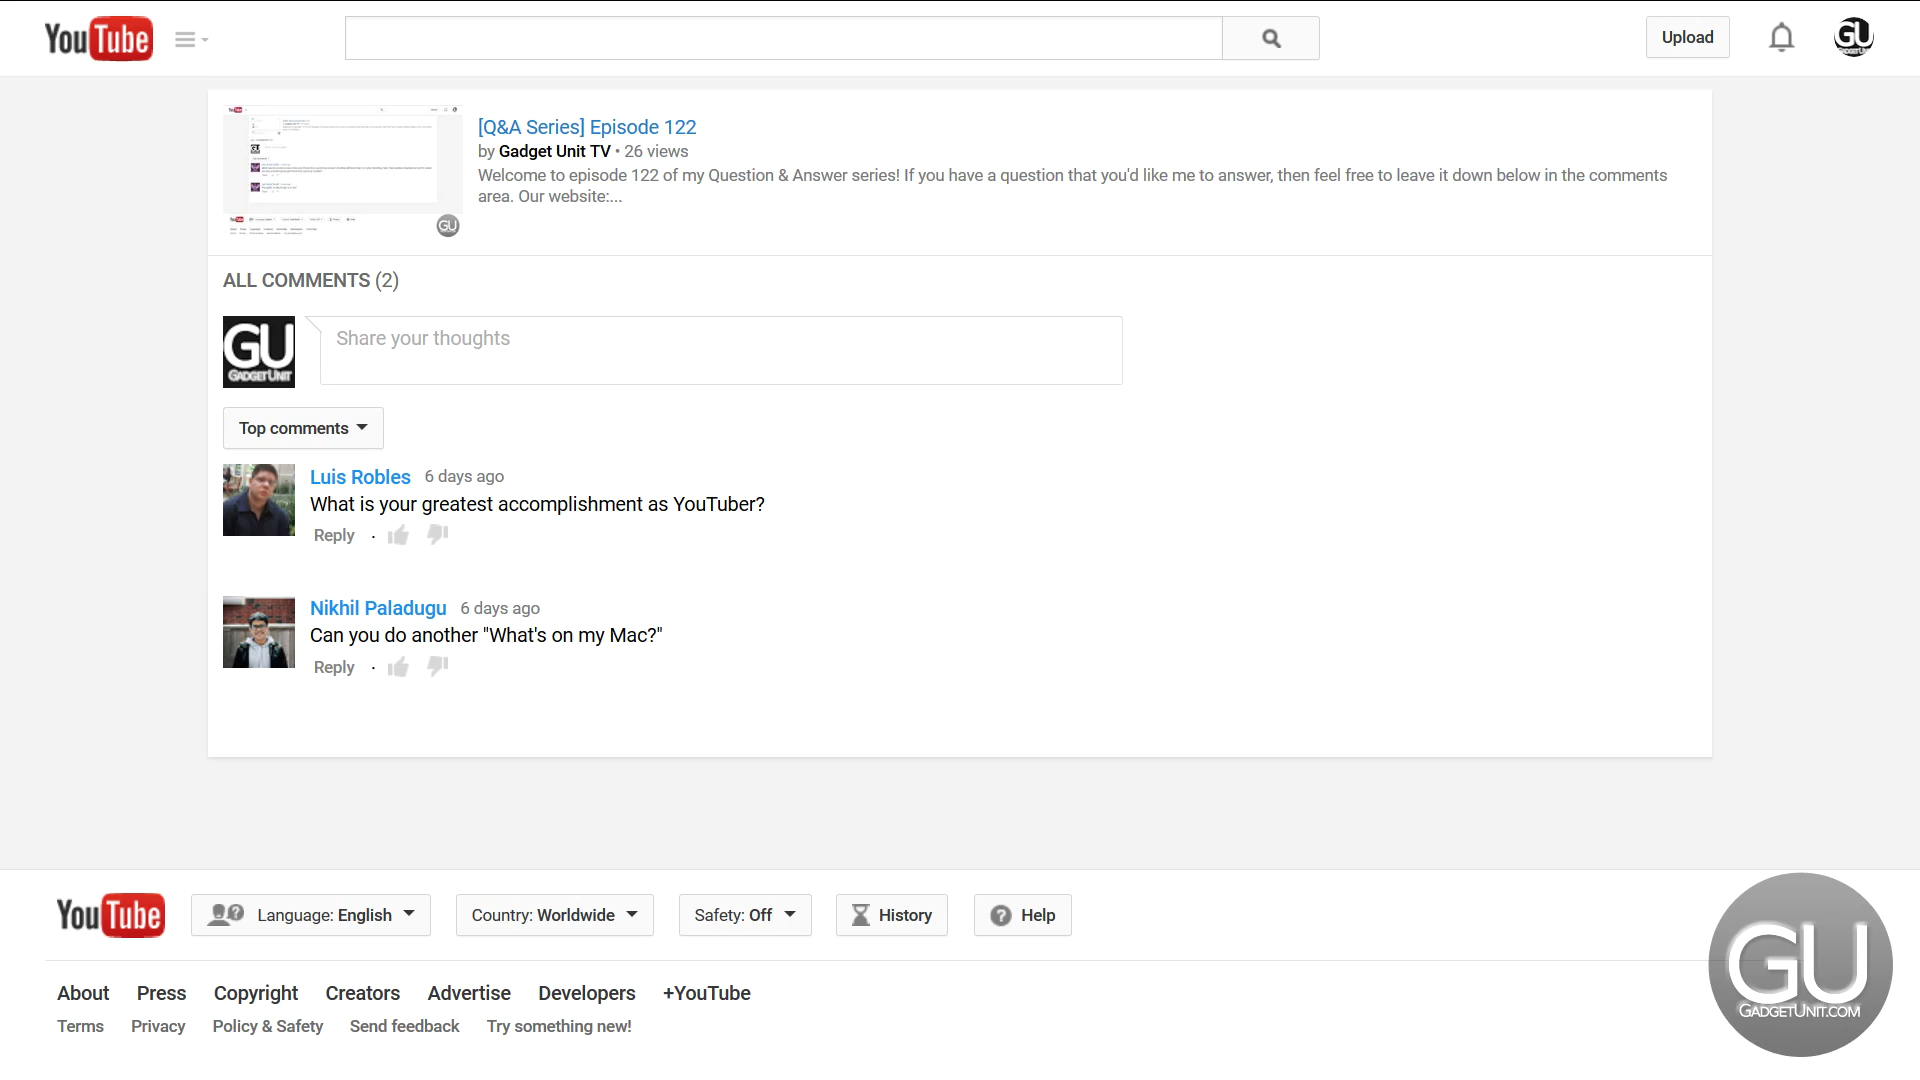 YouTube
Upload
GU
[Q&A Series] Episode 122
by Gadget Unit TV • 26 views
Welcome to episode 122 of my Question & Answer series! If you have a question that you'd like me to answer, then feel free to leave it down below in the comments
area. Our website:...
GU
ALL COMMENTS (2)
GU
GADGETUNIT
Share your thoughts
Top comments
Luis Robles 6 days ago
What is your greatest accomplishment as YouTuber?
Reply
Nikhil Paladugu 6 days ago
Can you do another "What's on my Mac?"
Reply
YouTube
Language: English
Country: Worldwide
Safety: Off
History
Help
About Press Copyright Creators Advertise Developers +YouTube
Terms Privacy Policy & Safety Send feedback Try something new!
GU
GADGETUNIT.COM